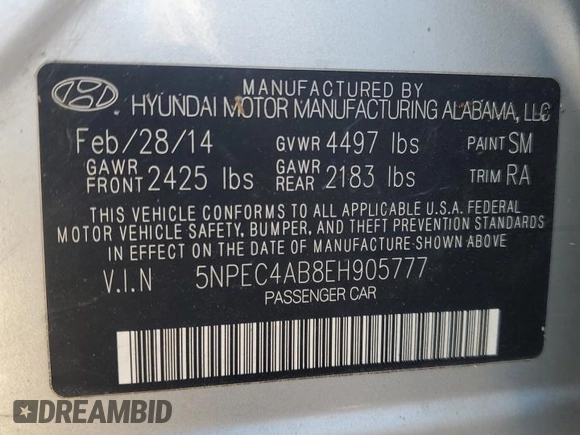 MANUFACTURED BY
HYUNDAI MOTOR MANUFACTURING ALABAMA, LLC
Feb/28/14 GVWR 4497 lbs PAINT SM
GAWR FRONT 2425 lbs GAWR REAR 2183 lbs TRIM RA
THIS VEHICLE CONFORMS TO ALL APPLICABLE U.S.A. FEDERAL
MOTOR VEHICLE SAFETY, BUMPER, AND THEFT PREVENTION STANDARDS
IN EFFECT ON THE DATE OF MANUFACTURE SHOWN ABOVE
V.I.N 5NPEC4AB8EH905777
PASSENGER CAR
DREAMBID